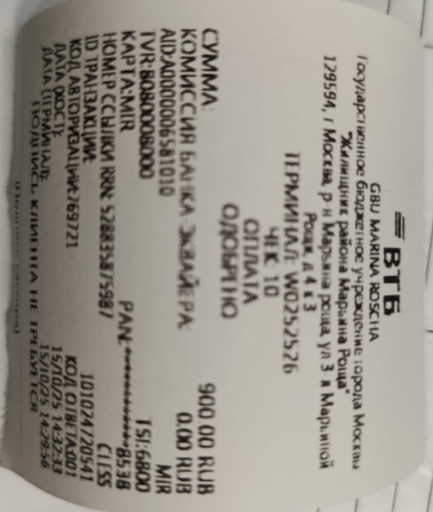 ВТБ
GBU MARINA ROSCHA
Государственное бюджетное учреждение города Москвы
"Жилищник района Марьина Роща"
129594, г Москва, р-н Марьина роща, ул 3-я Марьиной
Рощи, д 4 к 3
ТЕРМИНАЛ: W0252526
ЧЕК: 10
ОПЛАТА
ОДОБРЕНО
СУММА: 900.00 RUB
КОМИССИЯ БАНКА ЭКВАЙЕРА: 0.00 RUB
AID:A0000006581010 MIR
TVR:8080008000 TSI:6800
КАРТА:MIR PAN:************8538
НОМЕР ССЫЛКИ RRN: 528835875987 CLESS
ID ТРАНЗАКЦИИ: 101024720541
КОД АВТОРИЗАЦИИ:769721 КОД ОТВЕТА:001
ДАТА (ХОСТ): 15/10/25 14:32:33
ДАТА (ТЕРМИНАЛ): 15/10/25 14:29:56
ПОДПИСЬ КЛИЕНТА НЕ ТРЕБУЕТСЯ